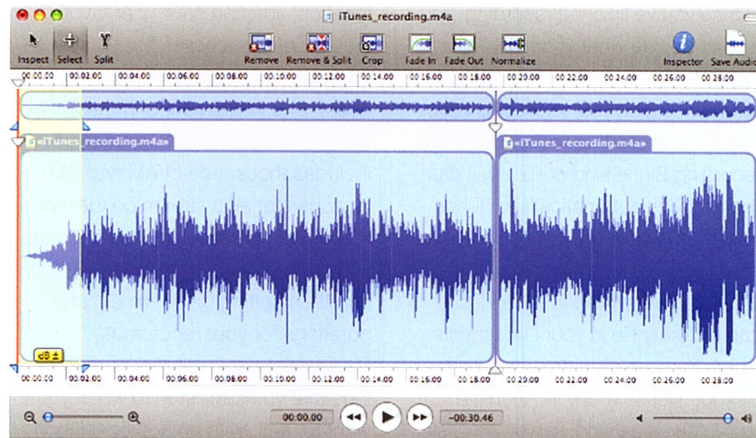 iTunes_recording.m4a
Inspect Select Split Remove Remove & Split Crop Fade In Fade Out Normalize Inspector Save Audio
00:00.00 00:02.00 00:04.00 00:06.00 00:08.00 00:10.00 00:12.00 00:14.00 00:16.00 00:18.00 00:20.00 00:22.00 00:24.00 00:26.00 00:28.00
«iTunes_recording.m4a» «iTunes_recording.m4a»
dB ±
00:00.00 00:02.00 00:04.00 00:06.00 00:08.00 00:10.00 00:12.00 00:14.00 00:16.00 00:18.00 00:20.00 00:22.00 00:24.00 00:26.00 00:28.00
00:00.00 -00:30.46